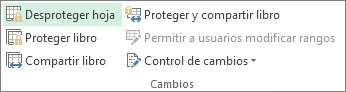 Desproteger hoja
Proteger y compartir libro
Proteger libro
Permitir a usuarios modificar rangos
Compartir libro
Control de cambios
Cambios